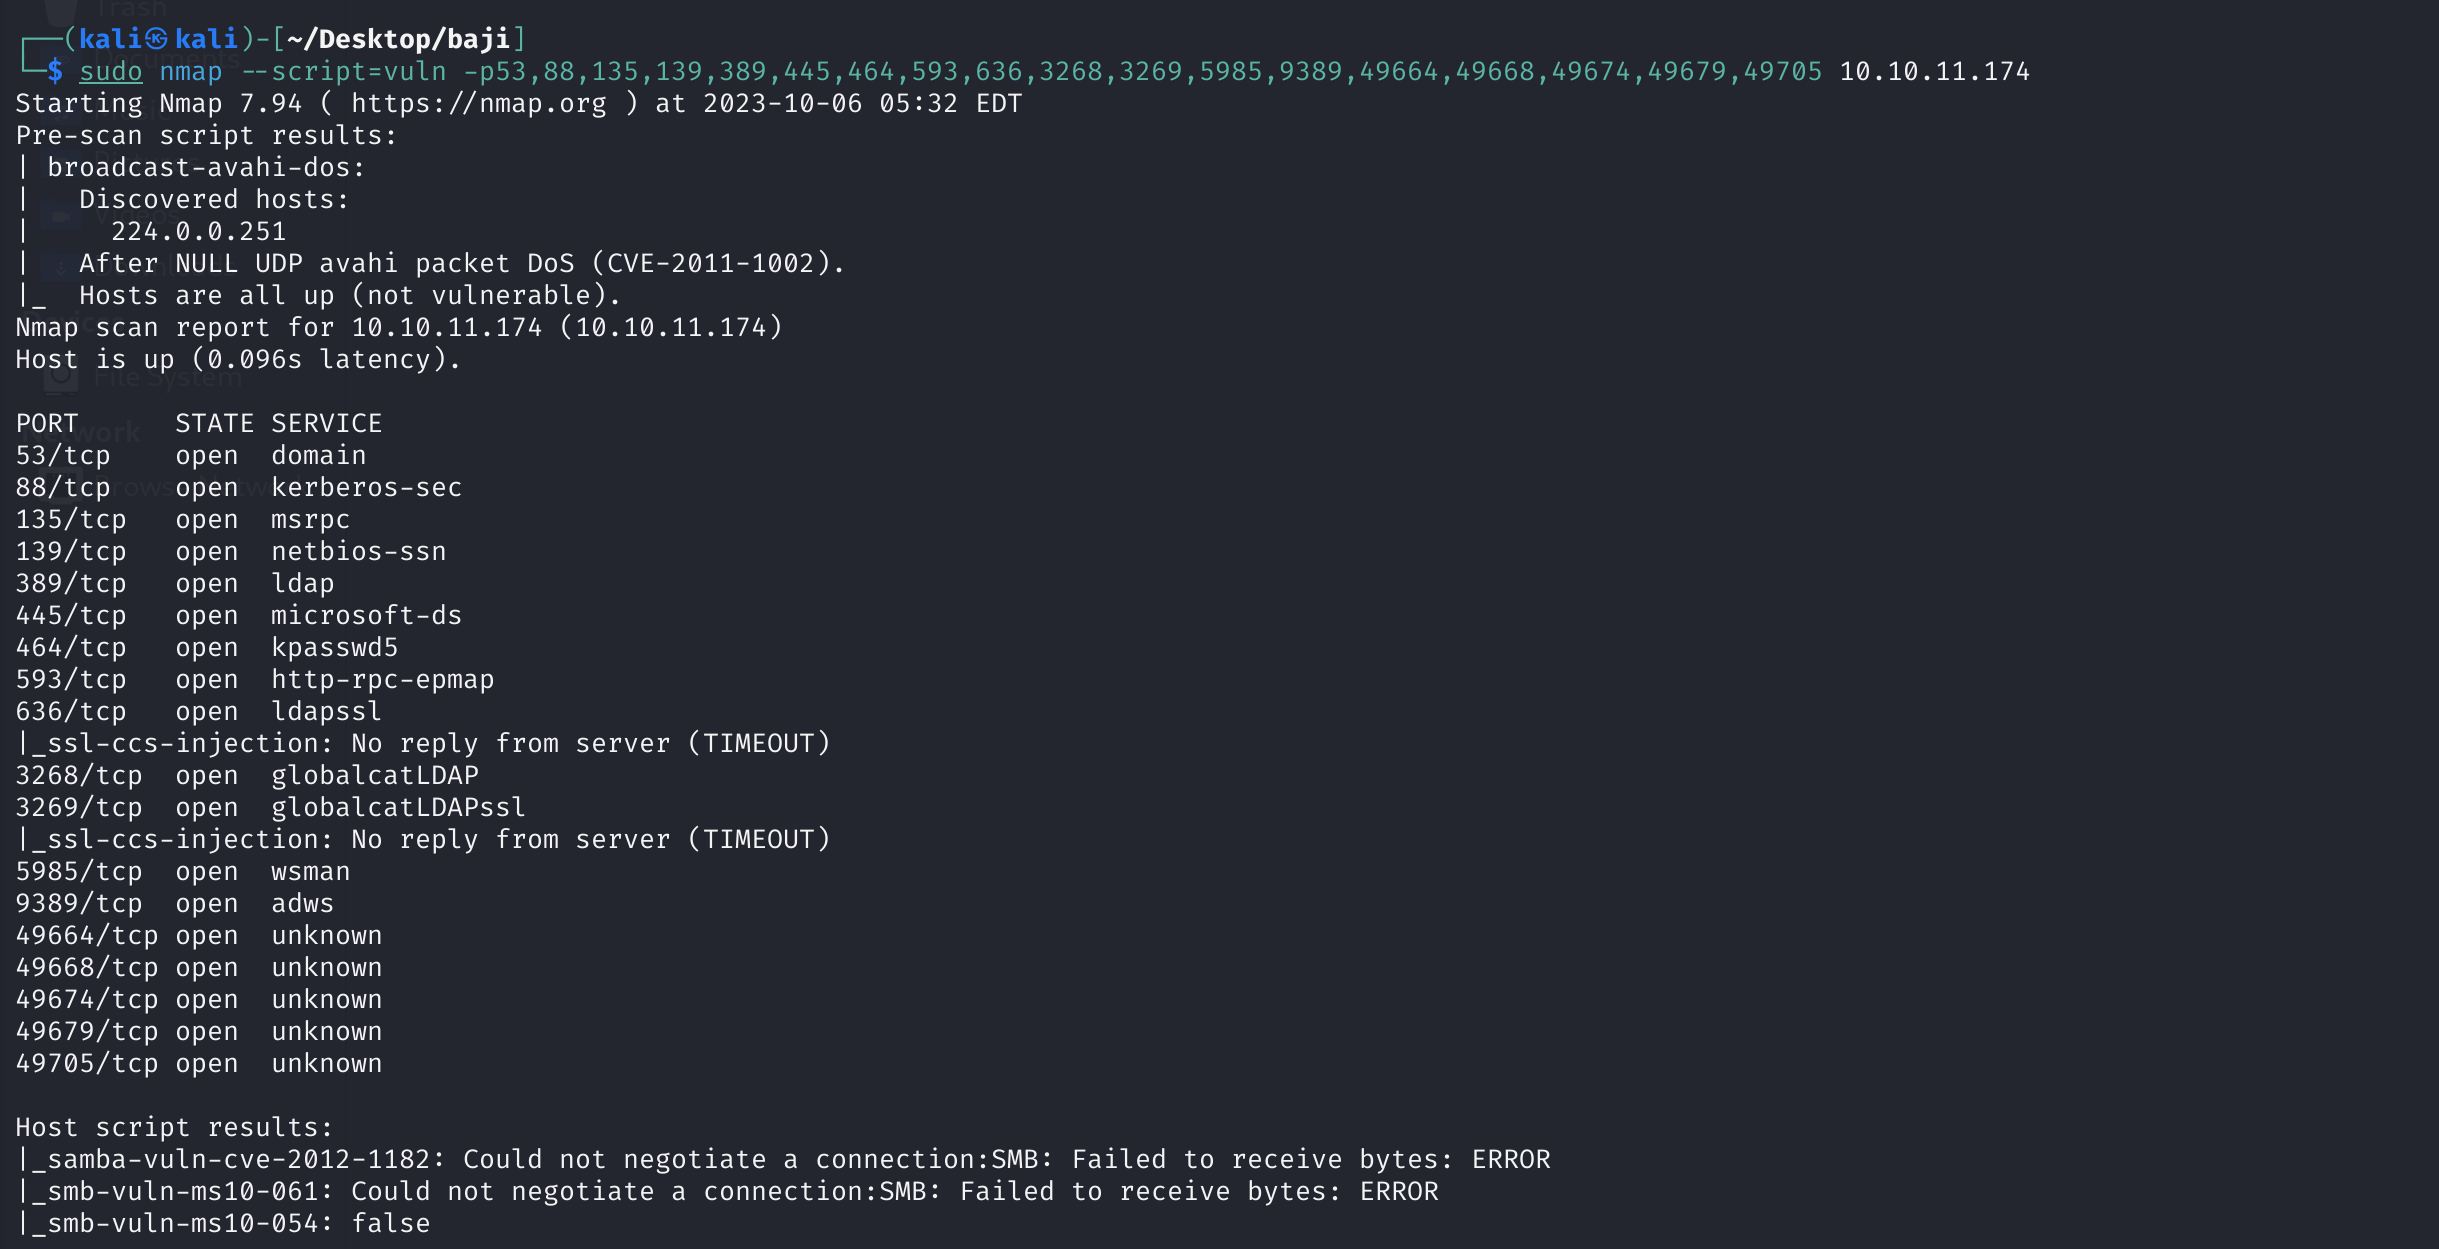 Trash
┌──(kali㉿kali)-[~/Desktop/baji]
Documents
└─$ sudo nmap --script=vuln -p53,88,135,139,389,445,464,593,636,3268,3269,5985,9389,49664,49668,49674,49679,49705 10.10.11.174
Starting Nmap 7.94 ( https://nmap.org ) at 2023-10-06 05:32 EDT
Pre-scan script results:
| broadcast-avahi-dos:
|   Discovered hosts:
Videos
|     224.0.0.251
|   After NULL UDP avahi packet DoS (CVE-2011-1002).
|_  Hosts are all up (not vulnerable).
Nmap scan report for 10.10.11.174 (10.10.11.174)
Host is up (0.096s latency).
File System
PORT      STATE SERVICE
Network
53/tcp    open  domain
88/tcp    open  kerberos-sec
135/tcp   open  msrpc
139/tcp   open  netbios-ssn
389/tcp   open  ldap
445/tcp   open  microsoft-ds
464/tcp   open  kpasswd5
593/tcp   open  http-rpc-epmap
636/tcp   open  ldapssl
|_ssl-ccs-injection: No reply from server (TIMEOUT)
3268/tcp  open  globalcatLDAP
3269/tcp  open  globalcatLDAPssl
|_ssl-ccs-injection: No reply from server (TIMEOUT)
5985/tcp  open  wsman
9389/tcp  open  adws
49664/tcp open  unknown
49668/tcp open  unknown
49674/tcp open  unknown
49679/tcp open  unknown
49705/tcp open  unknown
Host script results:
|_samba-vuln-cve-2012-1182: Could not negotiate a connection:SMB: Failed to receive bytes: ERROR
|_smb-vuln-ms10-061: Could not negotiate a connection:SMB: Failed to receive bytes: ERROR
|_smb-vuln-ms10-054: false